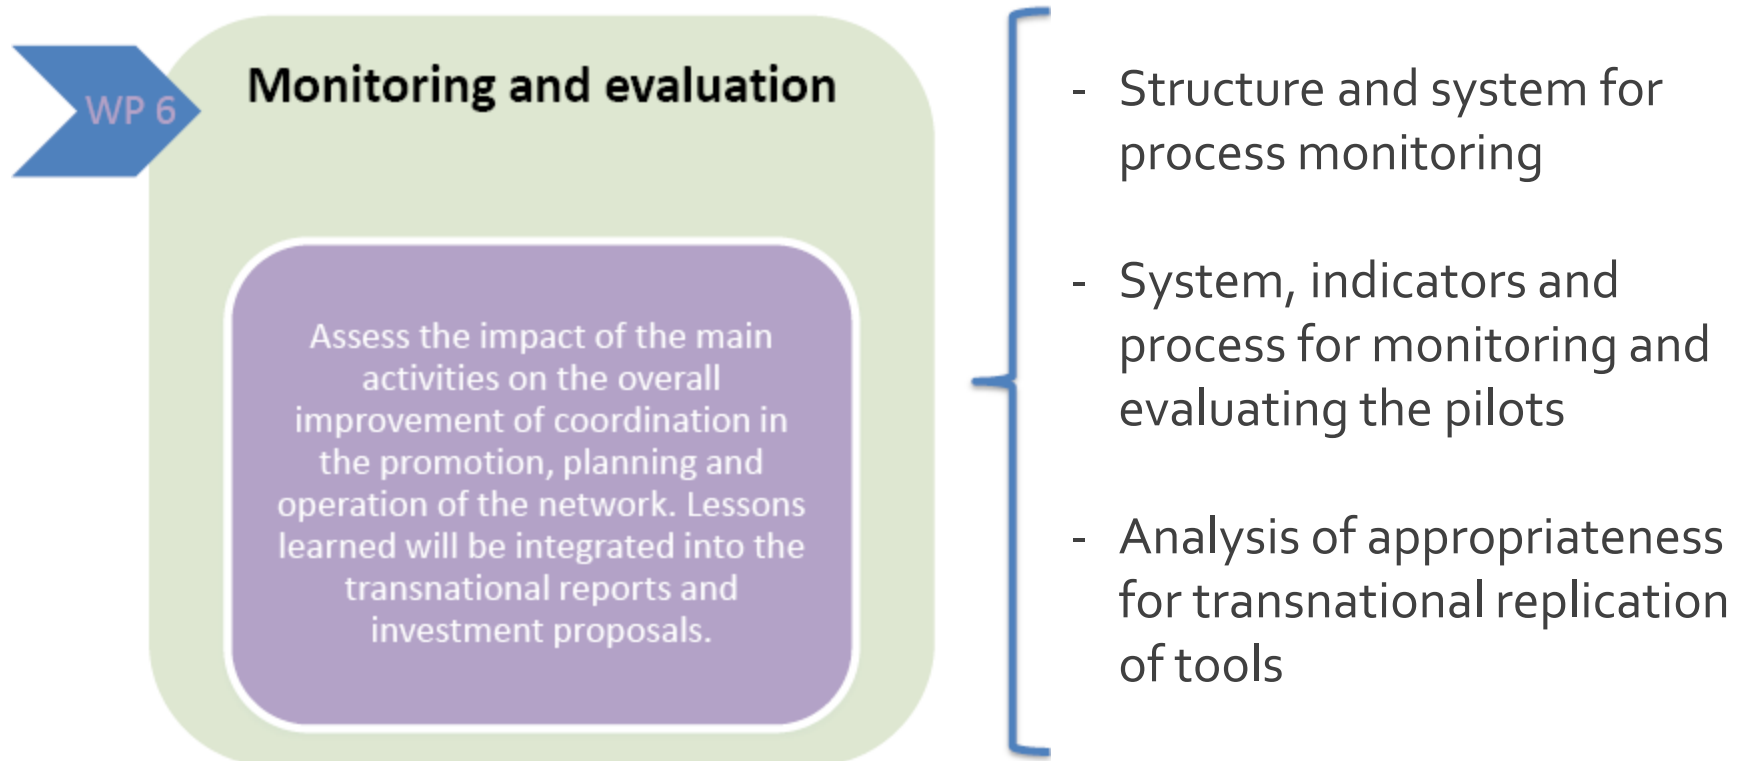 WP 6
Monitoring and evaluation
Assess the impact of the main
activities on the overall
improvement of coordination in
the promotion, planning and
operation of the network. Lessons
learned will be integrated into the
transnational reports and
investment proposals.
- Structure and system for
process monitoring
- System, indicators and
process for monitoring and
evaluating the pilots
- Analysis of appropriateness
for transnational replication
of tools